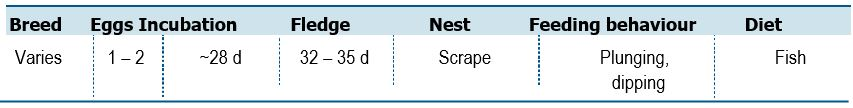 Breed Eggs Incubation Fledge Nest Feeding behaviour Diet
Varies 1 – 2 ~28 d 32 – 35 d Scrape Plunging, Fish
dipping